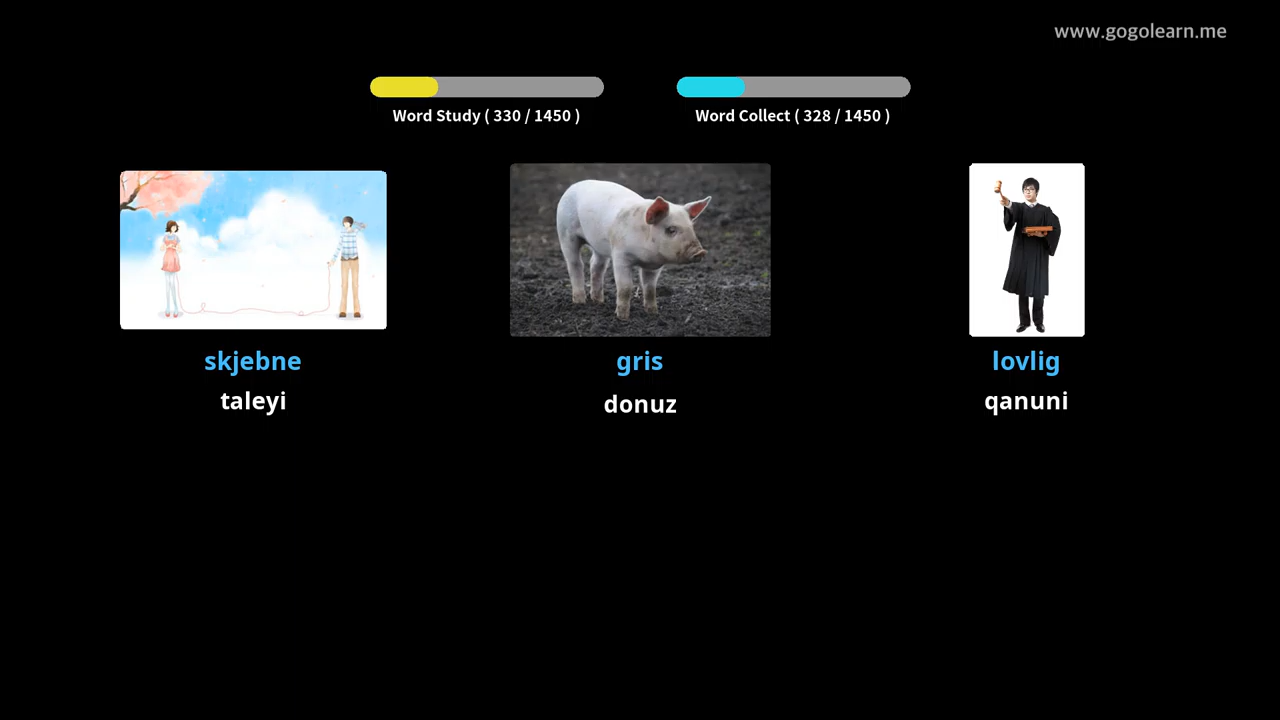 www.gogolearn.me
Word Study ( 330 / 1450 )
Word Collect ( 328 / 1450 )
skjebne
gris
lovlig
taleyi
donuz
qanuni